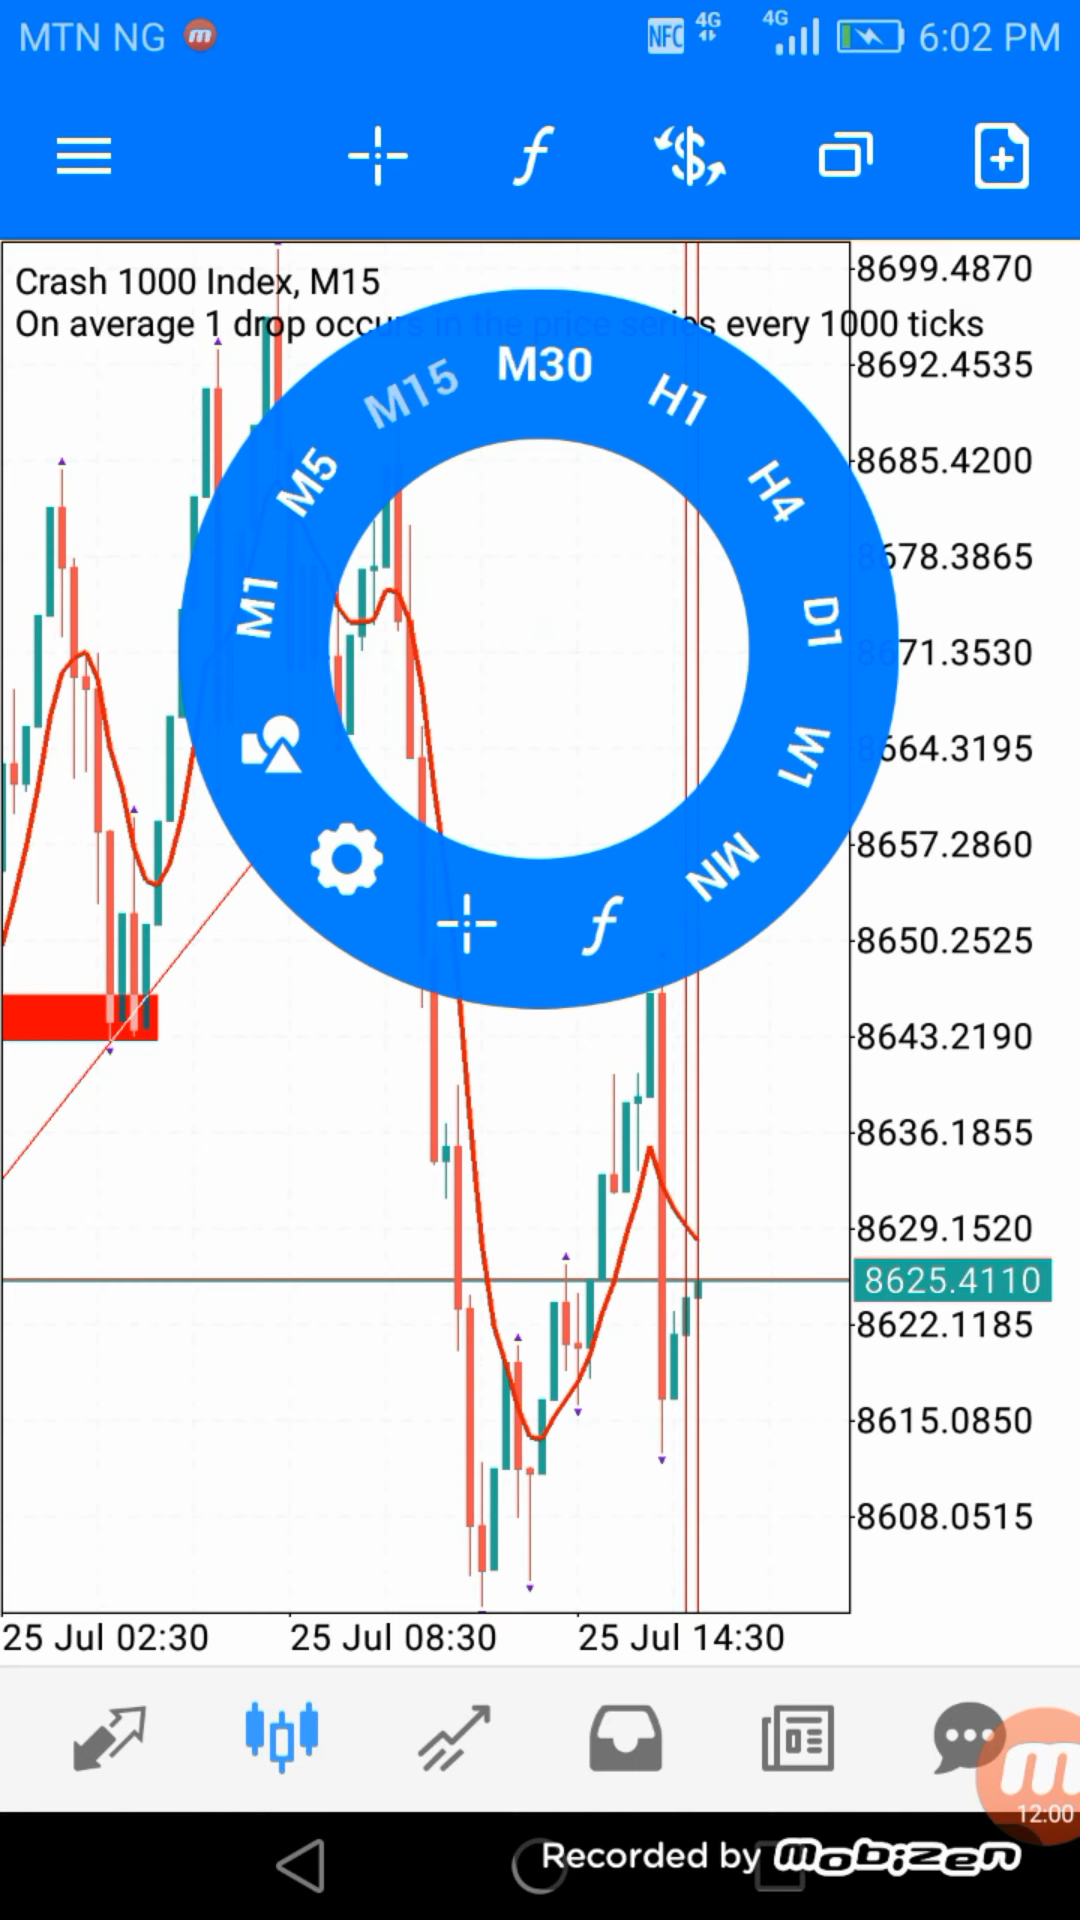 MTN NG m NFC 4G 4G 6:02 PM
f $
Crash 1000 Index, M15
On average 1 drop occurs in the price series every 1000 ticks
M1
M5
M15
M30
H1
H4
D1
W1
MN
f
8699.4870
8692.4535
8685.4200
8678.3865
8671.3530
8664.3195
8657.2860
8650.2525
8643.2190
8636.1855
8629.1520
8625.4110
8622.1185
8615.0850
8608.0515
25 Jul 02:30 25 Jul 08:30 25 Jul 14:30
m
12:00
Recorded by mobizen